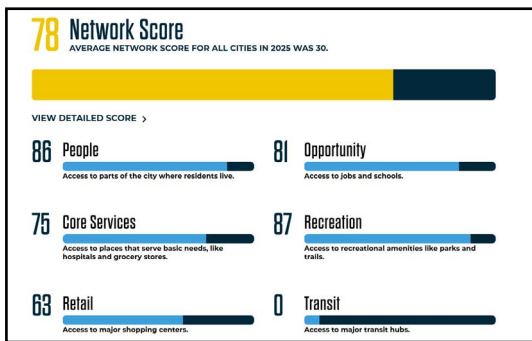 78 Network Score
AVERAGE NETWORK SCORE FOR ALL CITIES IN 2025 WAS 30.
VIEW DETAILED SCORE >
86 People
Access to parts of the city where residents live.
81 Opportunity
Access to jobs and schools.
75 Core Services
Access to places that serve basic needs, like
hospitals and grocery stores.
87 Recreation
Access to recreational amenities like parks and
trails.
63 Retail
Access to major shopping centers.
0 Transit
Access to major transit hubs.